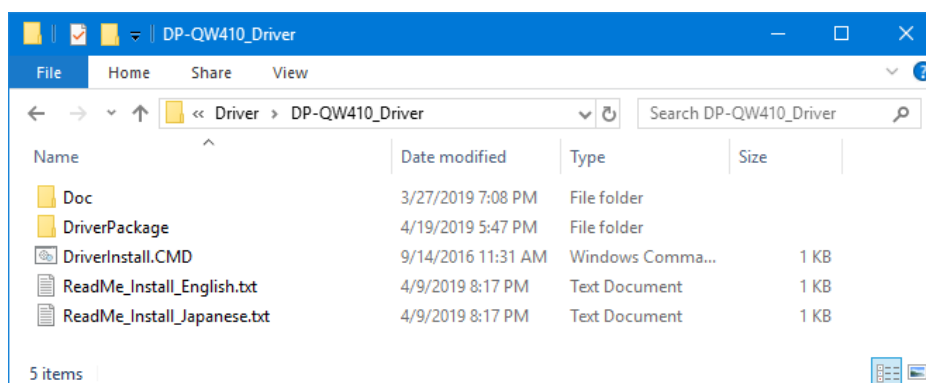 DP-QW410_Driver
File Home Share View
« Driver › DP-QW410_Driver Search DP-QW410_Driver
Name Date modified Type Size
Doc 3/27/2019 7:08 PM File folder
DriverPackage 4/19/2019 5:47 PM File folder
DriverInstall.CMD 9/14/2016 11:31 AM Windows Comma... 1 KB
ReadMe_Install_English.txt 4/9/2019 8:17 PM Text Document 1 KB
ReadMe_Install_Japanese.txt 4/9/2019 8:17 PM Text Document 1 KB
5 items